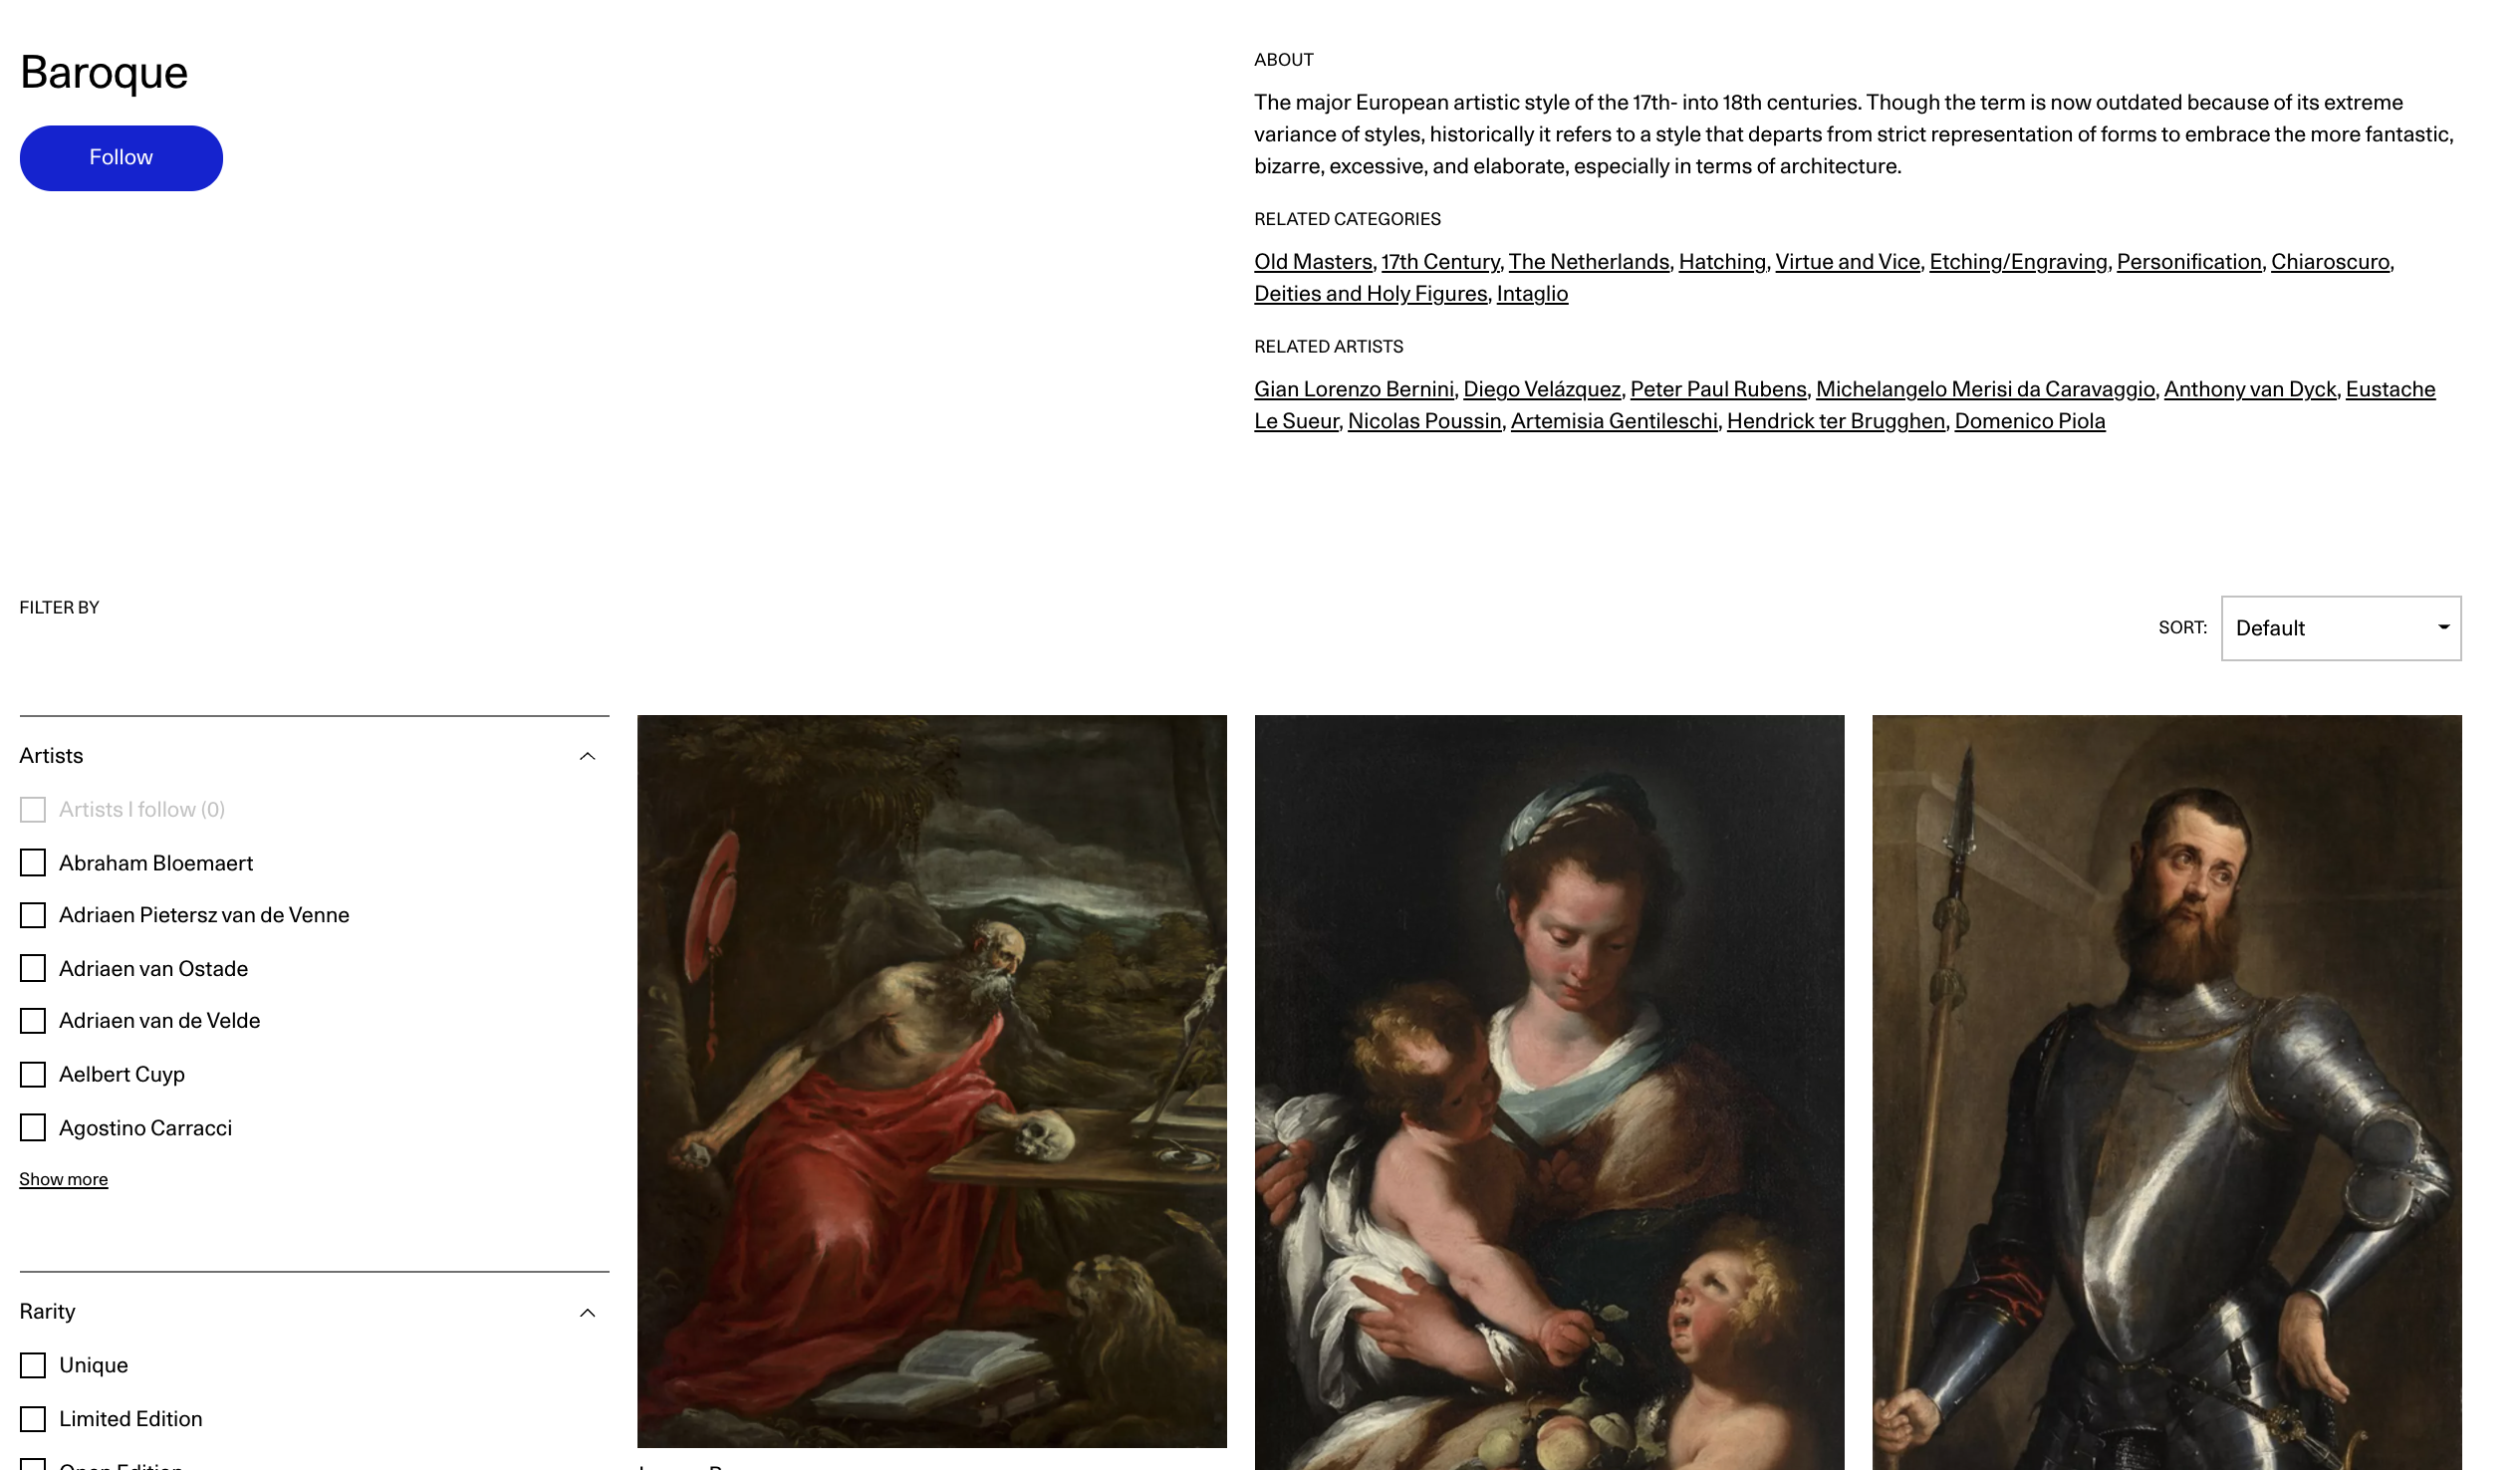 Baroque
Follow
ABOUT
The major European artistic style of the 17th- into 18th centuries. Though the term is now outdated because of its extreme
variance of styles, historically it refers to a style that departs from strict representation of forms to embrace the more fantastic,
bizarre, excessive, and elaborate, especially in terms of architecture.
RELATED CATEGORIES
Old Masters, 17th Century, The Netherlands, Hatching, Virtue and Vice, Etching/Engraving, Personification, Chiaroscuro,
Deities and Holy Figures, Intaglio
RELATED ARTISTS
Gian Lorenzo Bernini, Diego Velázquez, Peter Paul Rubens, Michelangelo Merisi da Caravaggio, Anthony van Dyck, Eustache
Le Sueur, Nicolas Poussin, Artemisia Gentileschi, Hendrick ter Brugghen, Domenico Piola
FILTER BY
SORT: Default
Artists
Artists I follow (0)
Abraham Bloemaert
Adriaen Pietersz van de Venne
Adriaen van Ostade
Adriaen van de Velde
Aelbert Cuyp
Agostino Carracci
Show more
Rarity
Unique
Limited Edition
Open Edition